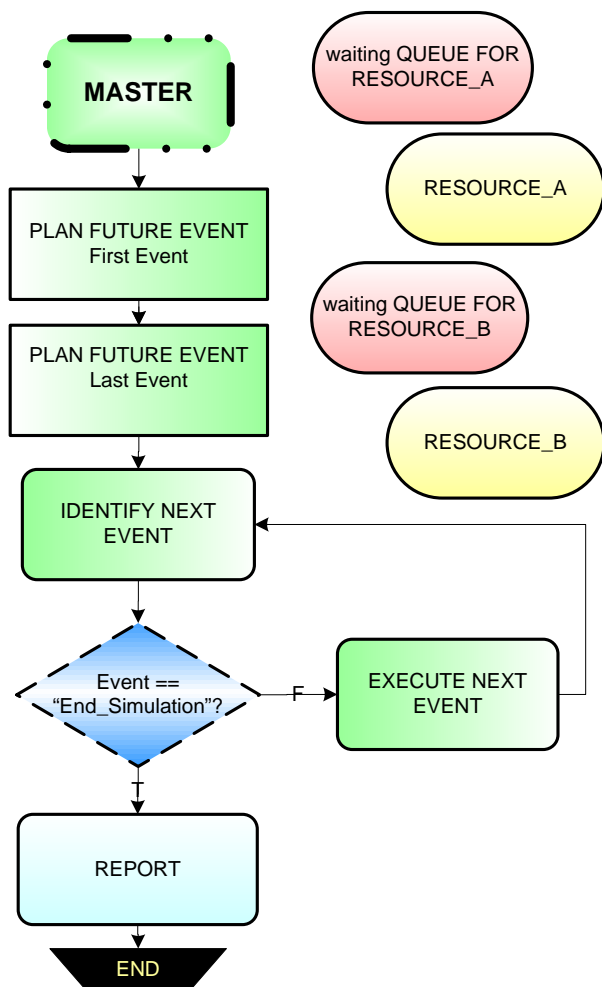 MASTER
waiting QUEUE FOR
RESOURCE_A
RESOURCE_A
PLAN FUTURE EVENT
First Event
waiting QUEUE FOR
RESOURCE_B
PLAN FUTURE EVENT
Last Event
RESOURCE_B
IDENTIFY NEXT
EVENT
Event ==
“End_Simulation”?
F
EXECUTE NEXT
EVENT
T
REPORT
END